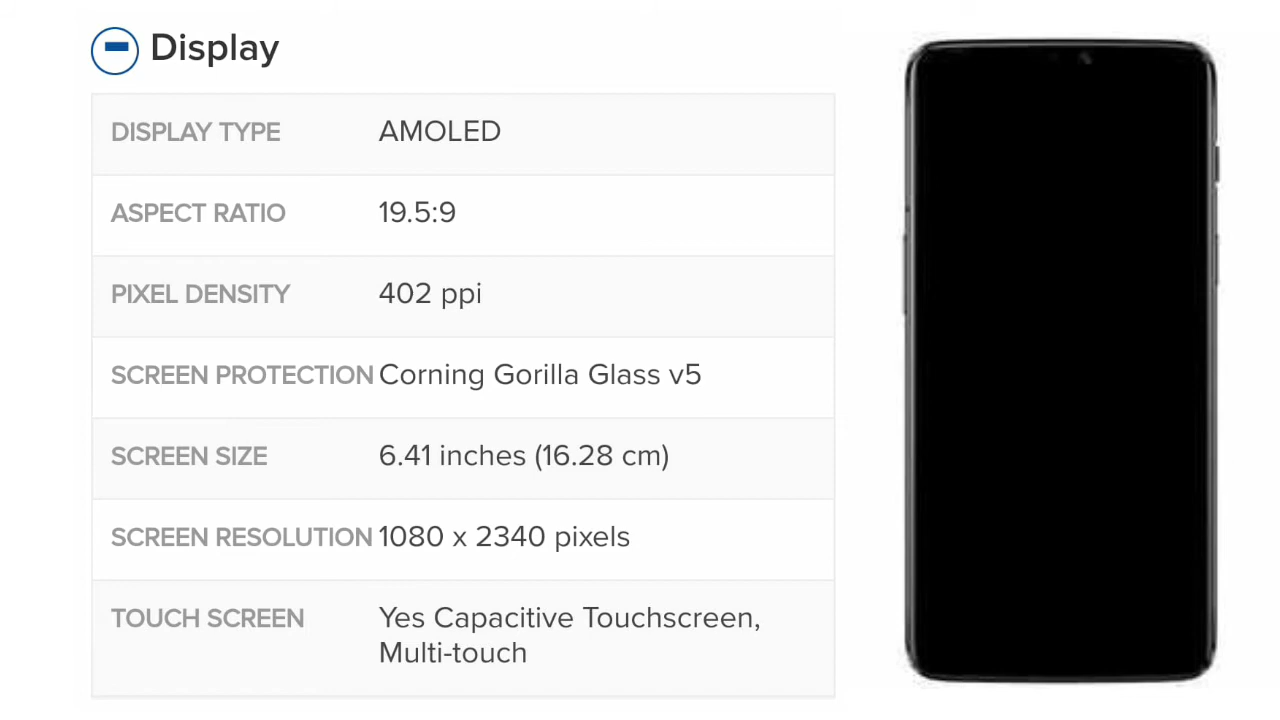 Display
DISPLAY TYPE AMOLED
ASPECT RATIO 19.5:9
PIXEL DENSITY 402 ppi
SCREEN PROTECTION Corning Gorilla Glass v5
SCREEN SIZE 6.41 inches (16.28 cm)
SCREEN RESOLUTION 1080 x 2340 pixels
TOUCH SCREEN Yes Capacitive Touchscreen,
Multi-touch